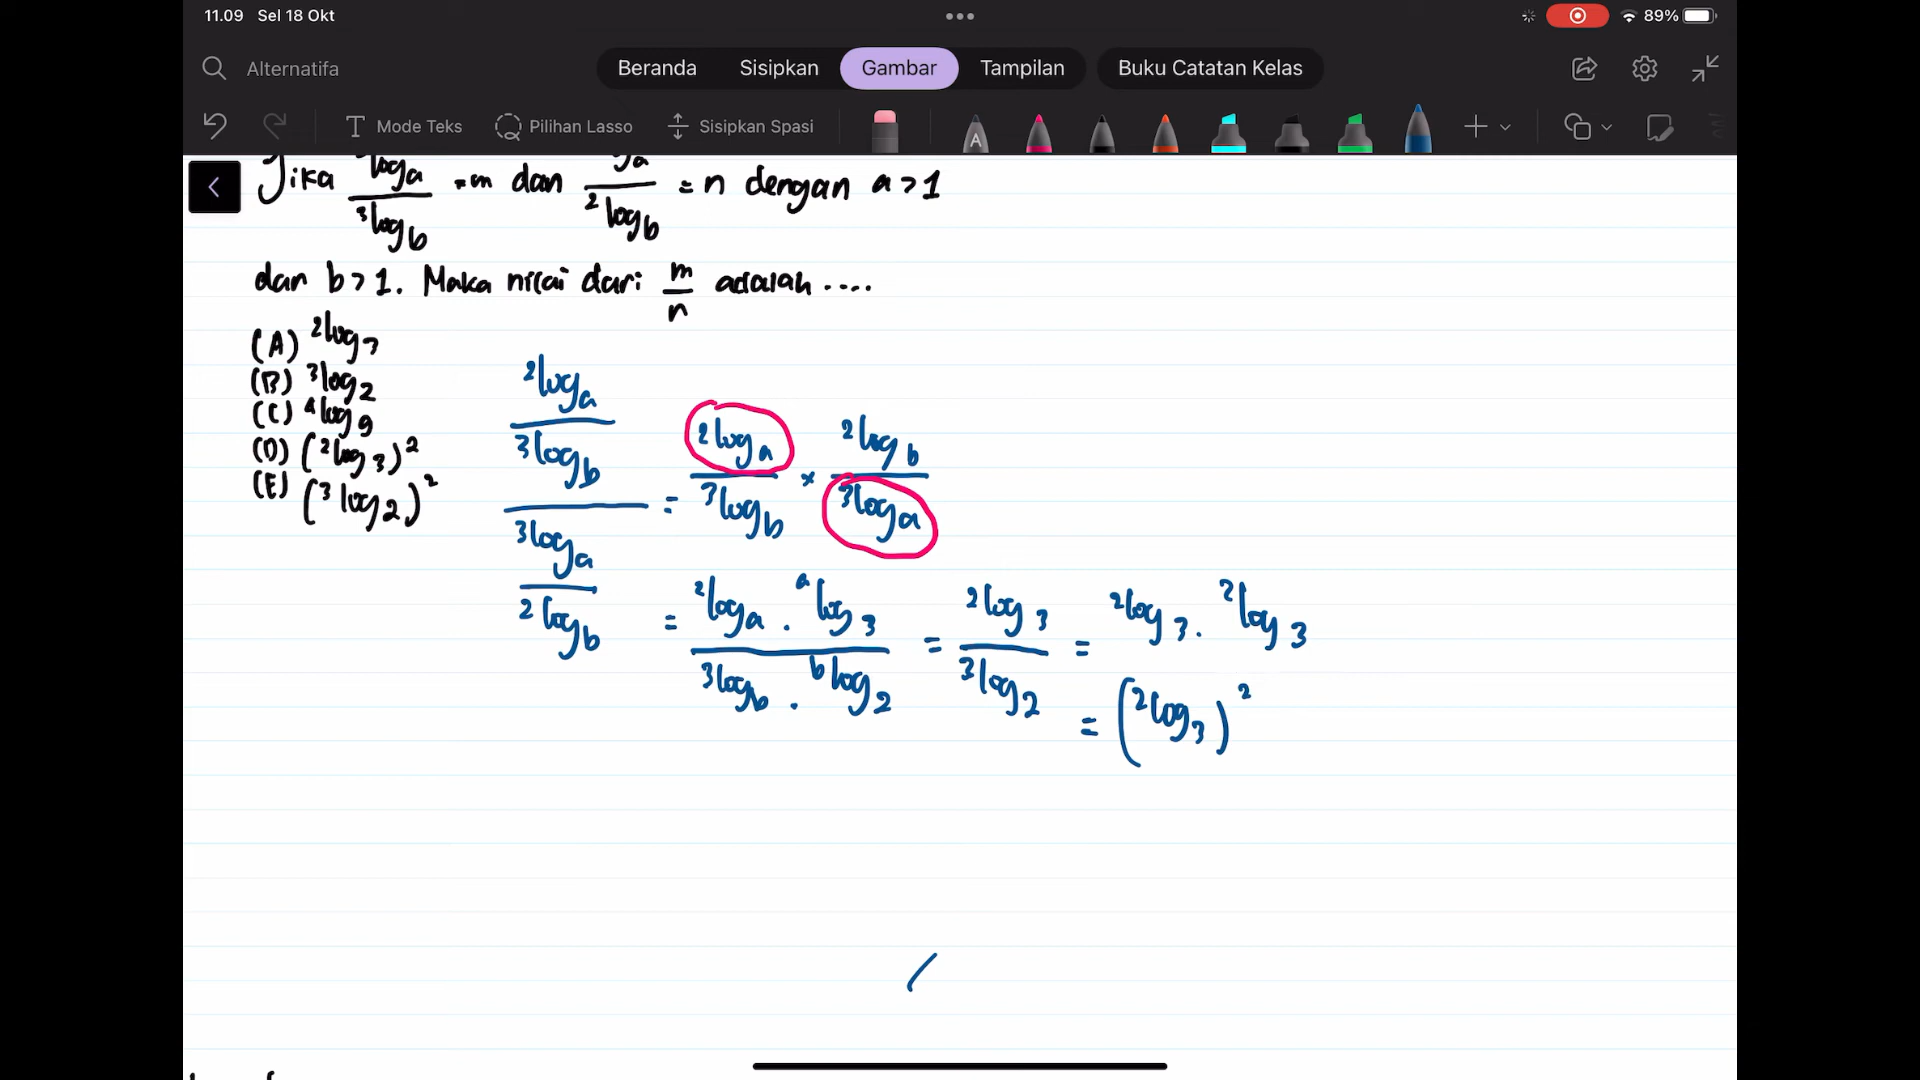 11.09 Sel 18 Okt
89%
Alternatifa
Beranda Sisipkan Gambar Tampilan Buku Catatan Kelas
Mode Teks Pilihan Lasso Sisipkan Spasi
A
Jika log a / ³log b = m dan a / ²log b = n dengan a > 1
dan b > 1. Maka nilai dari m/n adalah ....
(A) ²log 3
(B) ³log 2
(C) ⁴log 9
(D) (²log 3)²
(E) (³log 2)²
²log a
³log b
³log a
²log b
= ²log a / ³log b × ²log b / ³log a
= ²log a . ᵃlog 3 / ³log b . ᵇlog 2 = ²log 3 / ³log 2 = ²log 3 . ²log 3
= (²log 3)²